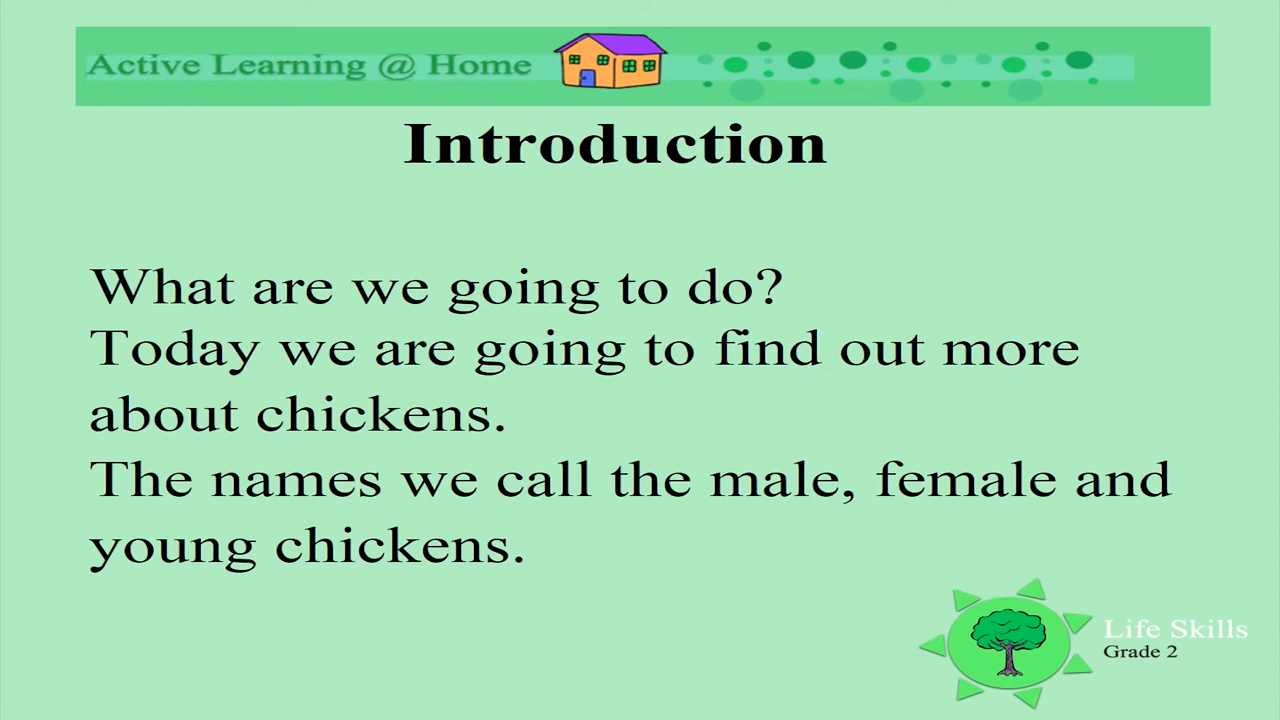 Active Learning @ Home
Introduction
What are we going to do?
Today we are going to find out more
about chickens.
The names we call the male, female and
young chickens.
Life Skills
Grade 2